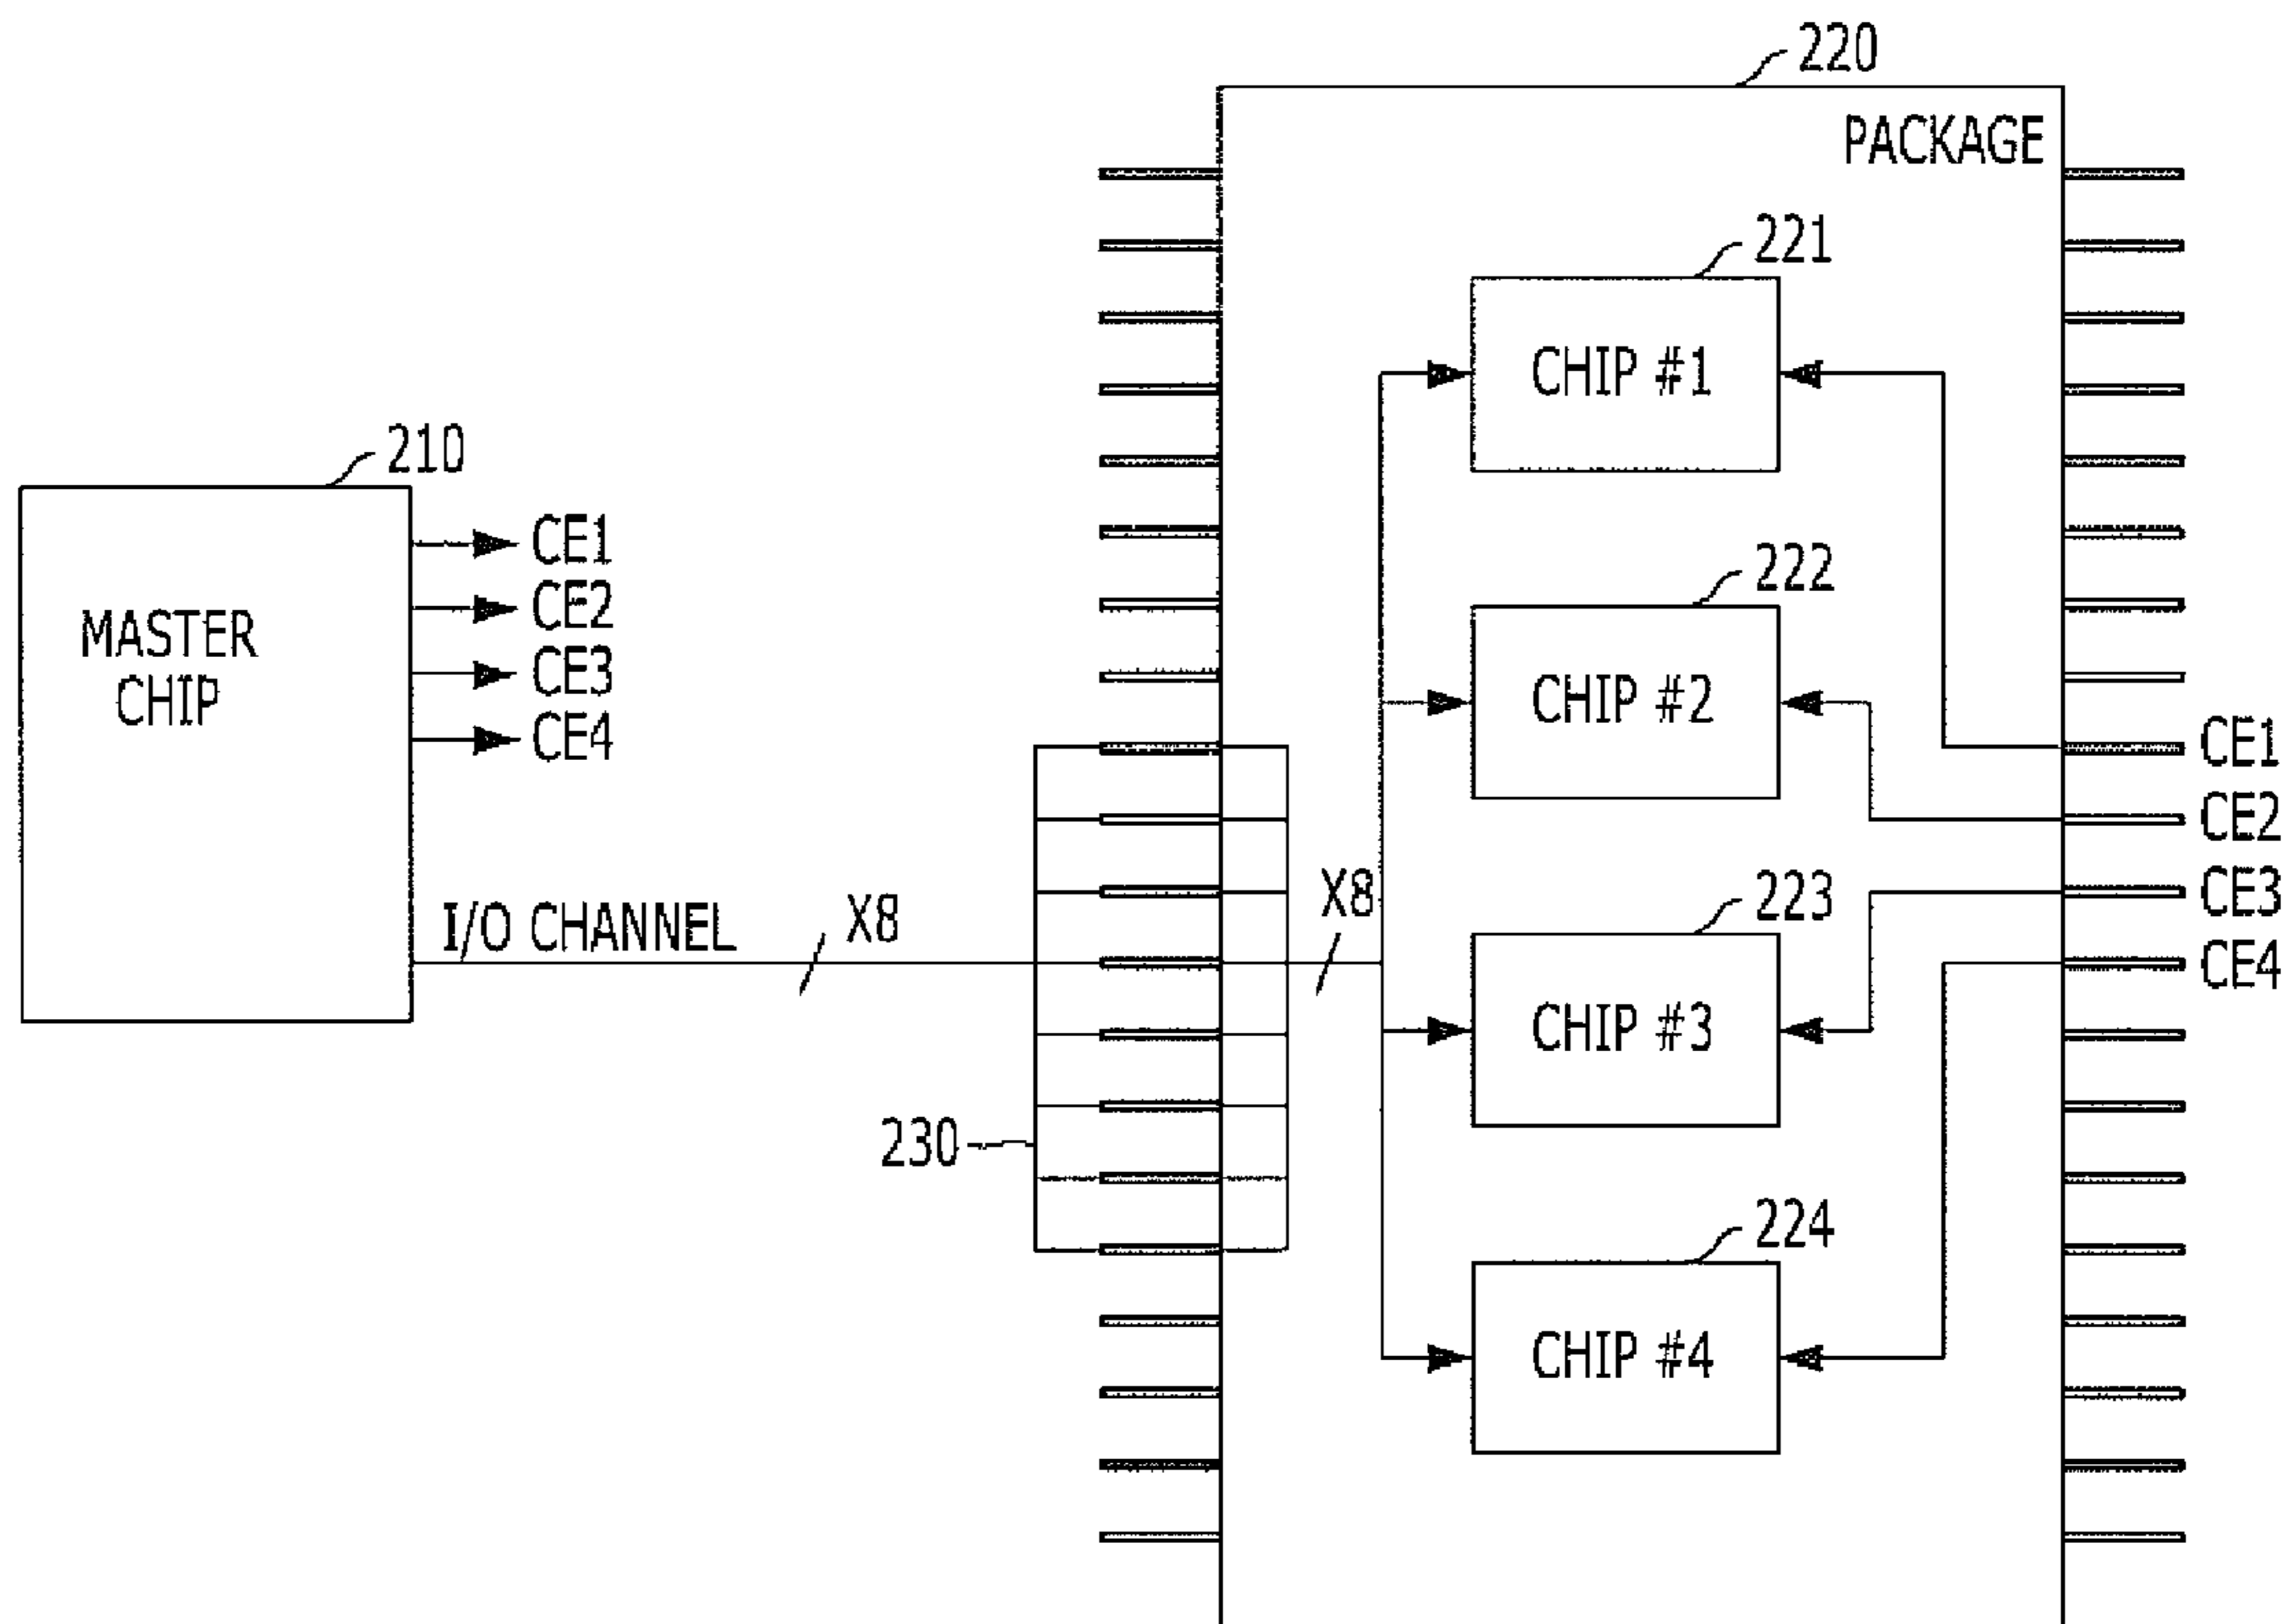 220
PACKAGE
221
CHIP #1
210
MASTER
CHIP
CE1
CE2
CE3
CE4
I/O CHANNEL
X8
230
X8
222
CHIP #2
223
CHIP #3
224
CHIP #4
CE1
CE2
CE3
CE4